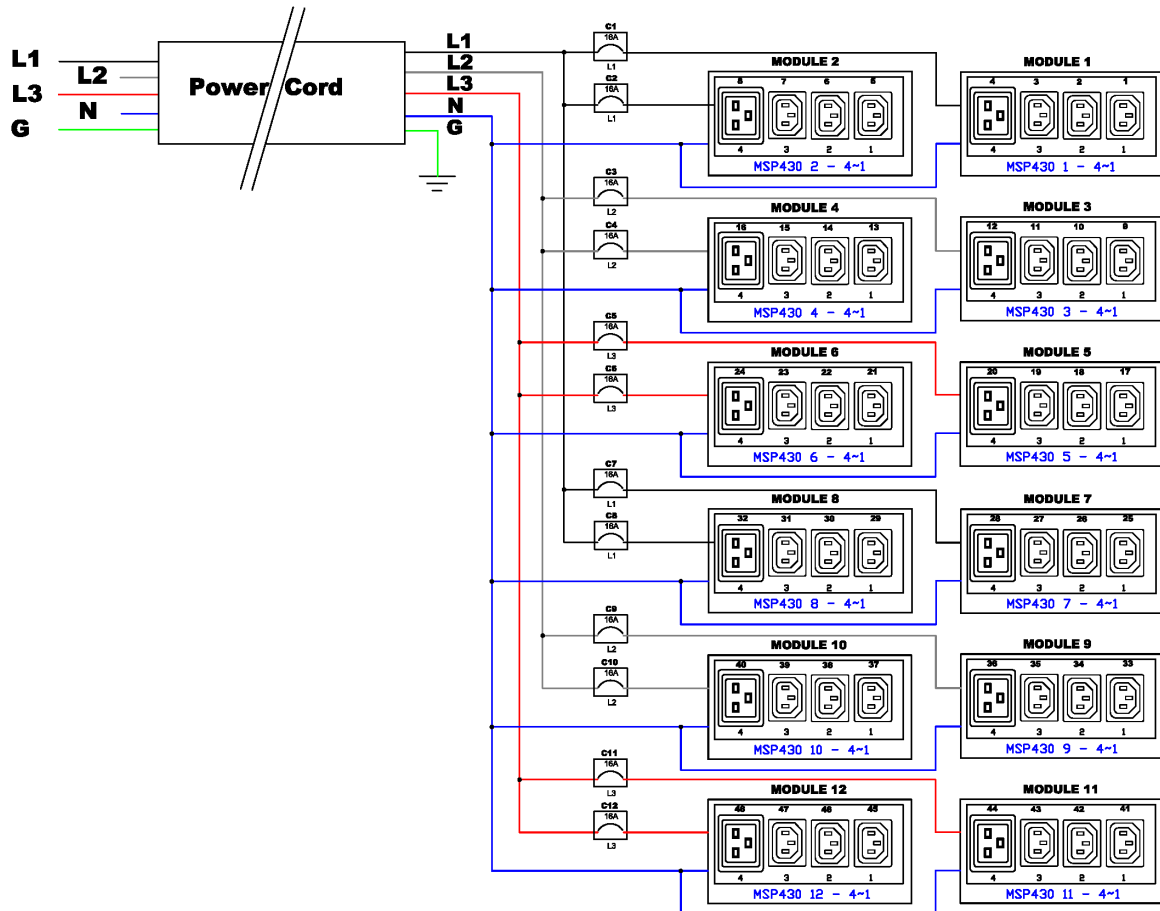 L1
L2
L3
N
G
Power Cord
L1
L2
L3
N
G
C1
16A
L1
C2
16A
L1
MODULE 2
8 7 6 5
4 3 2 1
MSP430 2 - 4~1
MODULE 1
4 3 2 1
4 3 2 1
MSP430 1 - 4~1
C3
16A
L2
C4
16A
L2
MODULE 4
16 15 14 13
4 3 2 1
MSP430 4 - 4~1
MODULE 3
12 11 10 9
4 3 2 1
MSP430 3 - 4~1
C5
16A
L3
C6
16A
L3
MODULE 6
24 23 22 21
4 3 2 1
MSP430 6 - 4~1
MODULE 5
20 19 18 17
4 3 2 1
MSP430 5 - 4~1
C7
16A
L1
C8
16A
L1
MODULE 8
32 31 30 29
4 3 2 1
MSP430 8 - 4~1
MODULE 7
28 27 26 25
4 3 2 1
MSP430 7 - 4~1
C9
16A
L2
C10
16A
L2
MODULE 10
40 39 38 37
4 3 2 1
MSP430 10 - 4~1
MODULE 9
36 35 34 33
4 3 2 1
MSP430 9 - 4~1
C11
16A
L3
C12
16A
L3
MODULE 12
48 47 46 45
4 3 2 1
MSP430 12 - 4~1
MODULE 11
44 43 42 41
4 3 2 1
MSP430 11 - 4~1